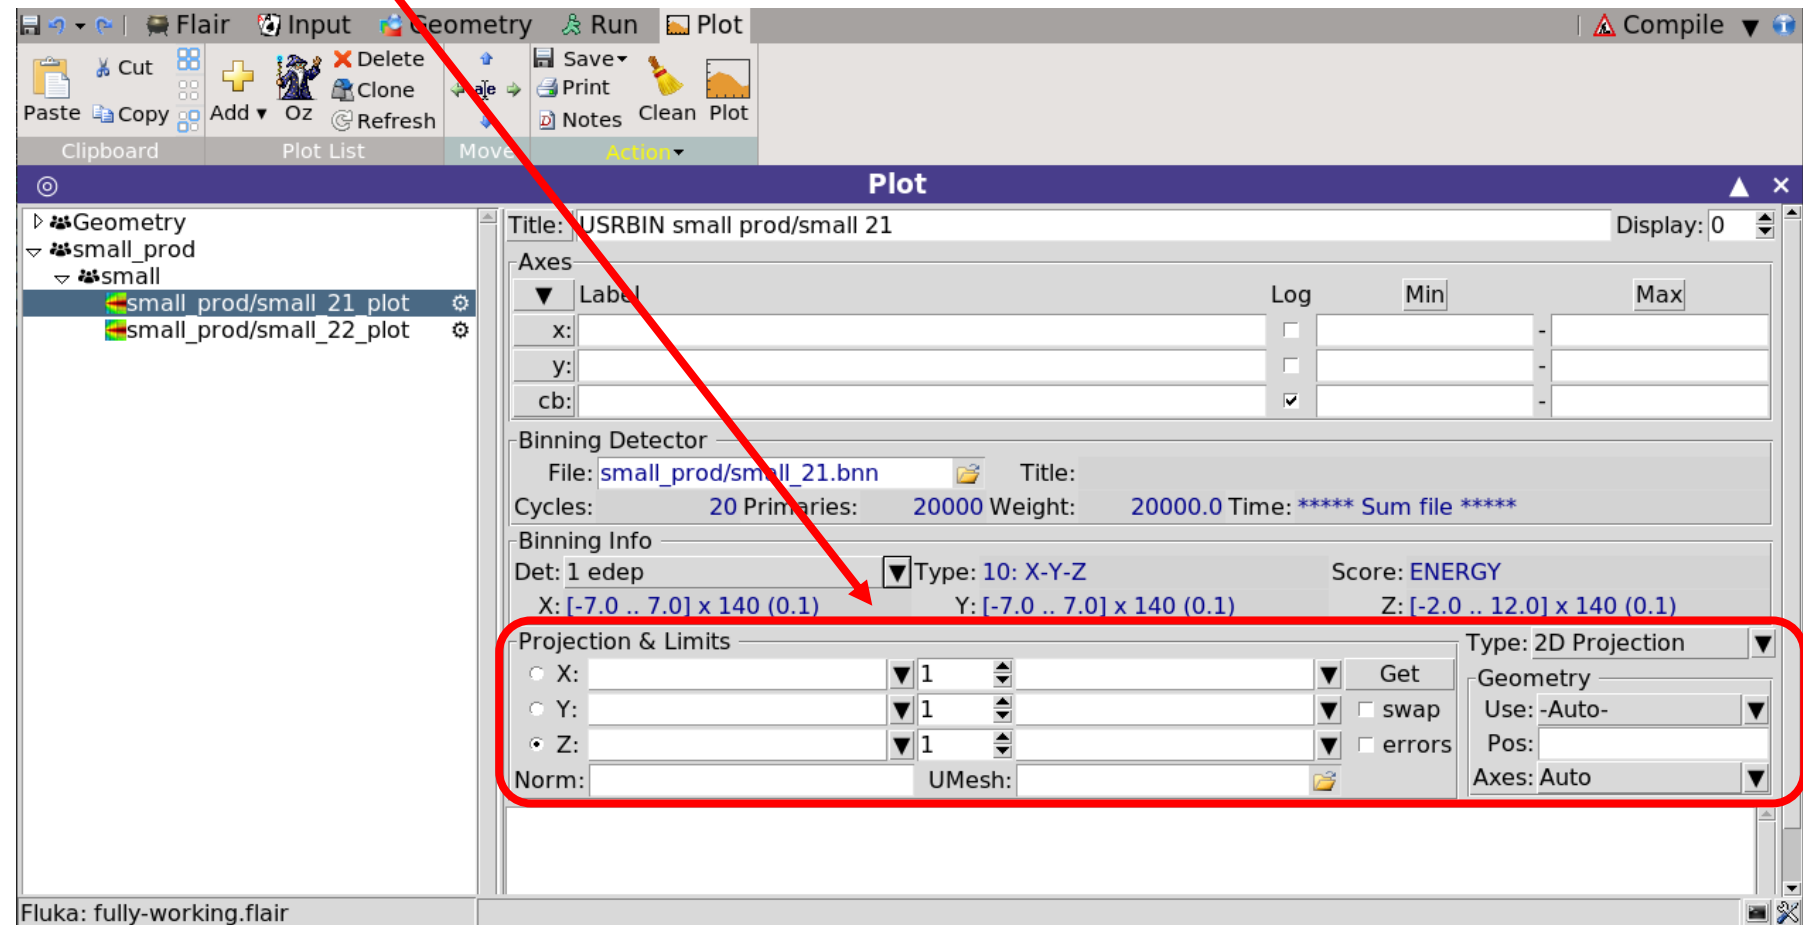 Flair Input Geometry Run Plot Compile
Cut Delete Save
Clone Print
Paste Copy Add Oz Refresh aIe Notes Clean Plot
Clipboard Plot List Move Action
Plot
Geometry
small_prod
small
small_prod/small_21_plot
small_prod/small_22_plot
Title: USRBIN small prod/small 21 Display: 0
Axes
Label Log Min Max
x: -
y: -
cb: -
Binning Detector
File: small_prod/small_21.bnn Title:
Cycles: 20 Primaries: 20000 Weight: 20000.0 Time: ***** Sum file *****
Binning Info
Det: 1 edep Type: 10: X-Y-Z Score: ENERGY
X: [-7.0 .. 7.0] x 140 (0.1) Y: [-7.0 .. 7.0] x 140 (0.1) Z: [-2.0 .. 12.0] x 140 (0.1)
Projection & Limits Type: 2D Projection
X: 1 Get Geometry
Y: 1 swap Use: -Auto-
Z: 1 errors Pos:
Norm: UMesh: Axes: Auto
Fluka: fully-working.flair